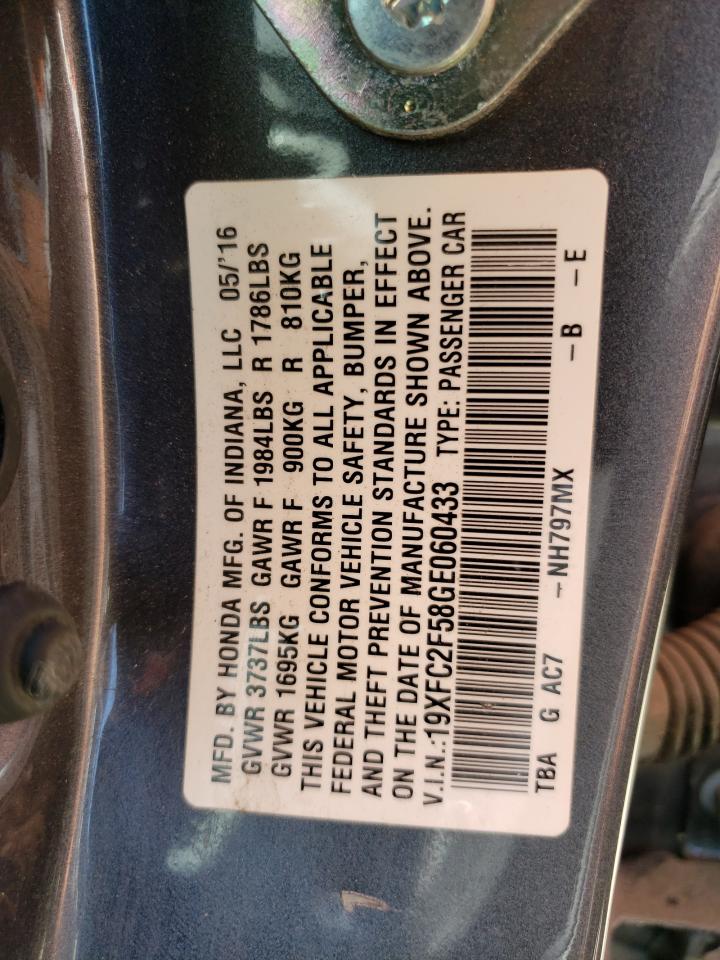 MFD. BY HONDA MFG. OF INDIANA, LLC 05/'16
GVWR 3737LBS GAWR F 1984LBS R 1786LBS
GVWR 1695KG GAWR F 900KG R 810KG
THIS VEHICLE CONFORMS TO ALL APPLICABLE
FEDERAL MOTOR VEHICLE SAFETY, BUMPER,
AND THEFT PREVENTION STANDARDS IN EFFECT
ON THE DATE OF MANUFACTURE SHOWN ABOVE.
V.I.N.:19XFC2F58GE060433 TYPE: PASSENGER CAR
TBA G AC7 -NH797MX -B -E